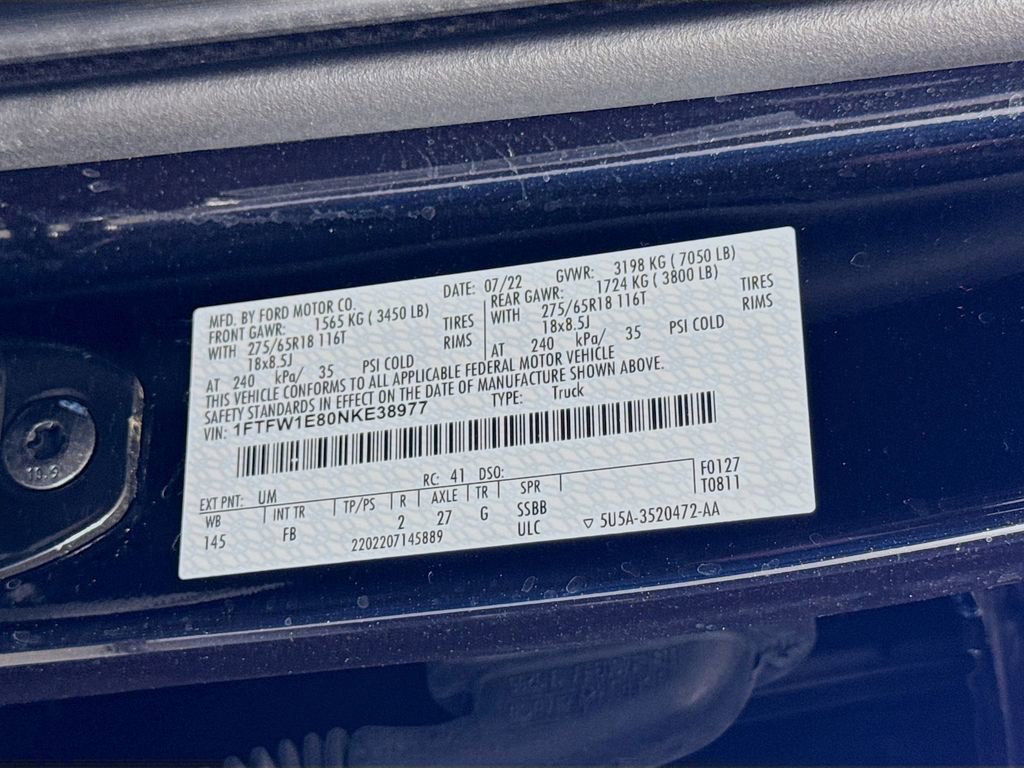 MFD. BY FORD MOTOR CO.
DATE: 07/22 GVWR: 3198 KG ( 7050 LB)
FRONT GAWR: 1565 KG ( 3450 LB)
REAR GAWR: 1724 KG ( 3800 LB)
WITH 275/65R18 116T TIRES
WITH 275/65R18 116T TIRES
18x8.5J RIMS
18x8.5J RIMS
AT 240 kPa/ 35 PSI COLD
AT 240 kPa/ 35 PSI COLD
THIS VEHICLE CONFORMS TO ALL APPLICABLE FEDERAL MOTOR VEHICLE
SAFETY STANDARDS IN EFFECT ON THE DATE OF MANUFACTURE SHOWN ABOVE.
VIN: 1FTFW1E80NKE38977 TYPE: Truck
EXT PNT: UM RC: 41 DSO: F0127
WB INT TR TP/PS R AXLE TR SPR T0811
145 FB 2 27 G SSBB
2202207145889 ULC ▽ 5U5A-3520472-AA
10.9